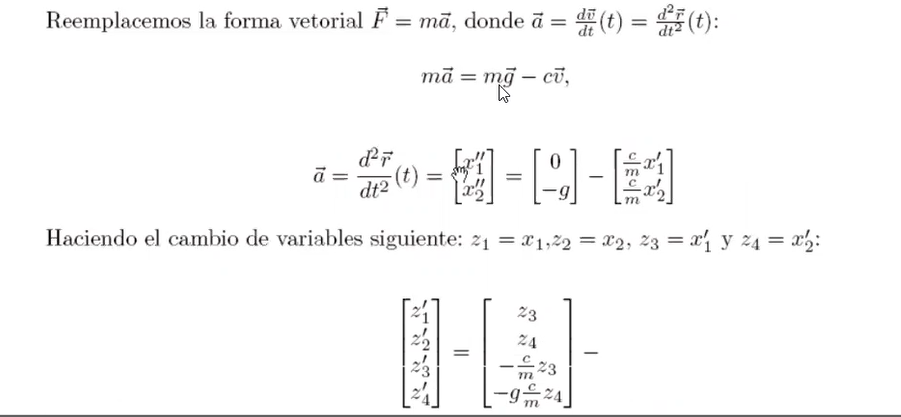 Reemplacemos la forma vetorial $\vec{F} = m\vec{a}$, donde $\vec{a} = \frac{d\vec{v}}{dt}(t) = \frac{d^2\vec{r}}{dt^2}(t)$:
$m\vec{a} = m\vec{g} - c\vec{v},$
$\vec{a} = \frac{d^2\vec{r}}{dt^2}(t) = \begin{bmatrix} x_1'' \\ x_2'' \end{bmatrix} = \begin{bmatrix} 0 \\ -g \end{bmatrix} - \begin{bmatrix} \frac{c}{m}x_1' \\ \frac{c}{m}x_2' \end{bmatrix}$
Haciendo el cambio de variables siguiente: $z_1 = x_1, z_2 = x_2, z_3 = x_1'$ y $z_4 = x_2'$:
$\begin{bmatrix} z_1' \\ z_2' \\ z_3' \\ z_4' \end{bmatrix} = \begin{bmatrix} z_3 \\ z_4 \\ -\frac{c}{m}z_3 \\ -g\frac{c}{m}z_4 \end{bmatrix} -$